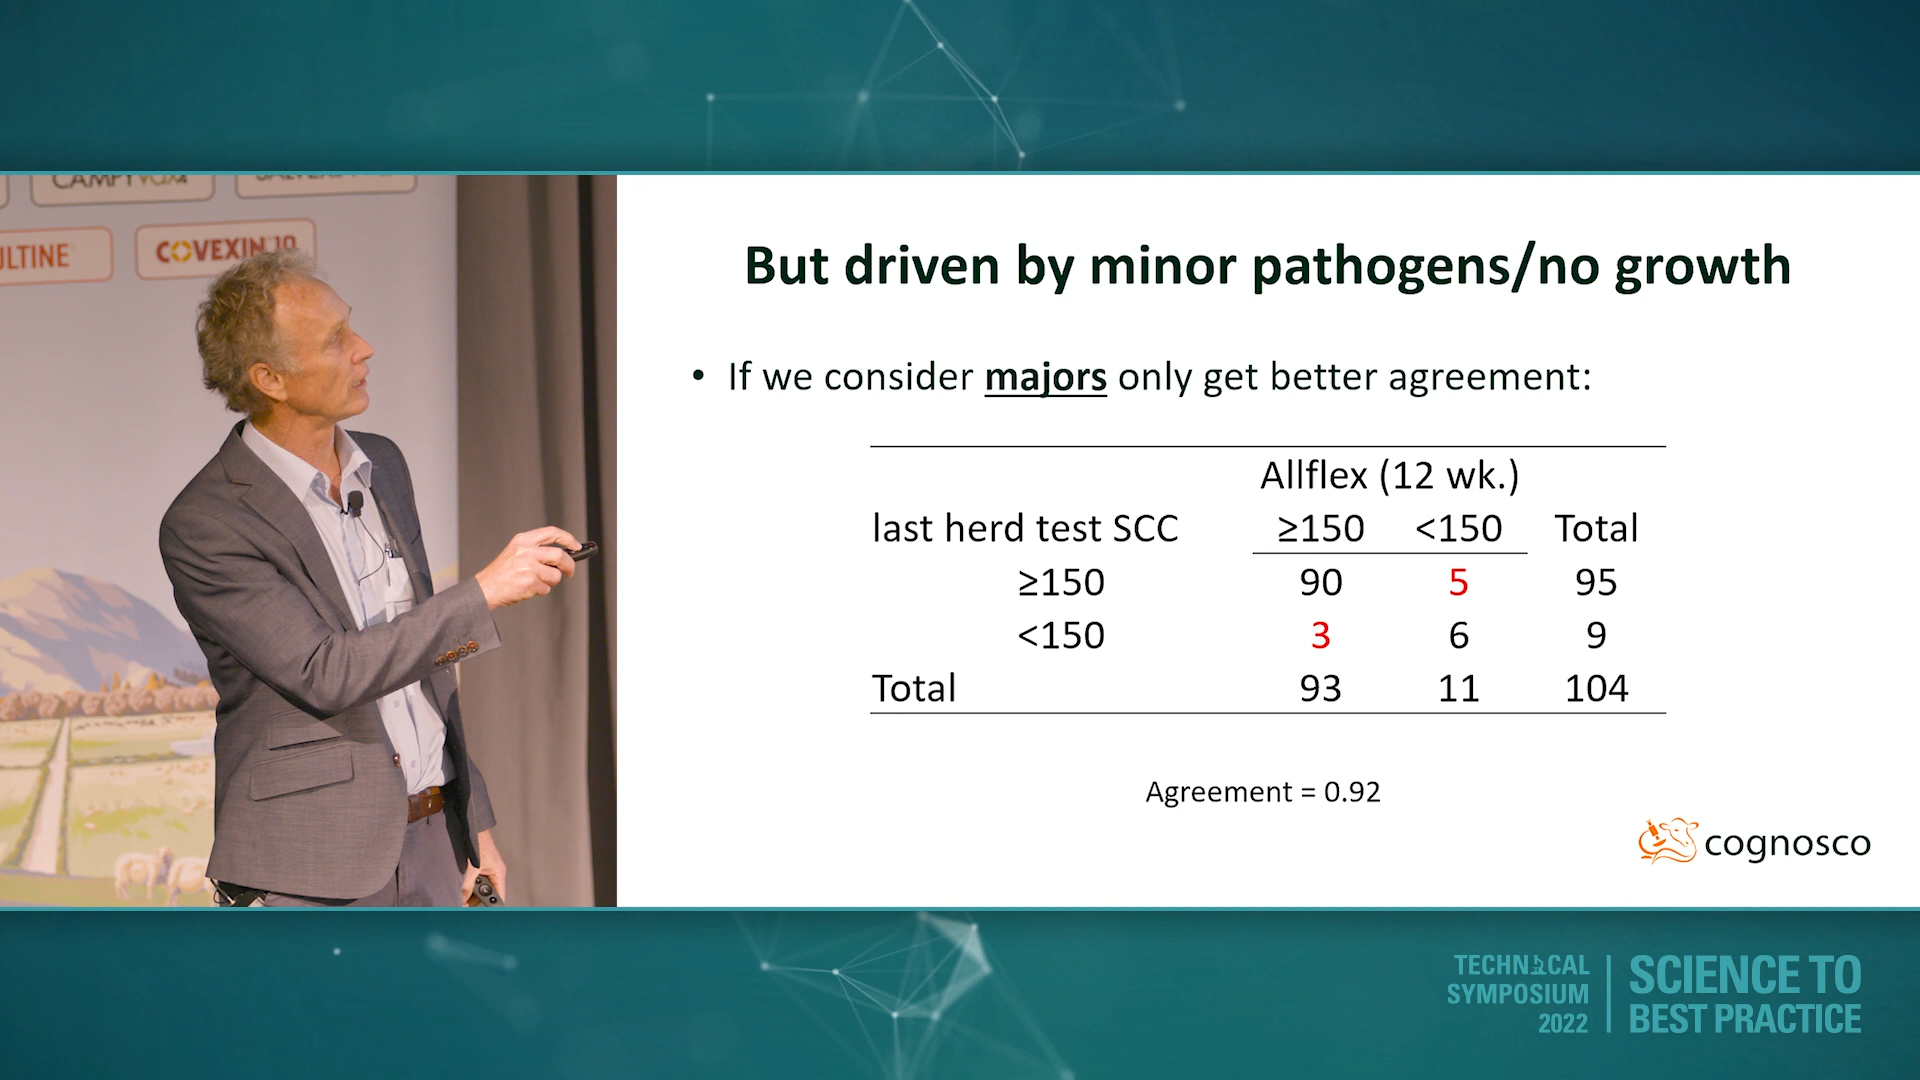 COVEXIN 10
But driven by minor pathogens/no growth
• If we consider majors only get better agreement:
Allflex (12 wk.)
last herd test SCC ≥150 <150 Total
≥150 90 5 95
<150 3 6 9
Total 93 11 104
Agreement = 0.92
cognosco
TECHNICAL
SYMPOSIUM
2022
SCIENCE TO
BEST PRACTICE